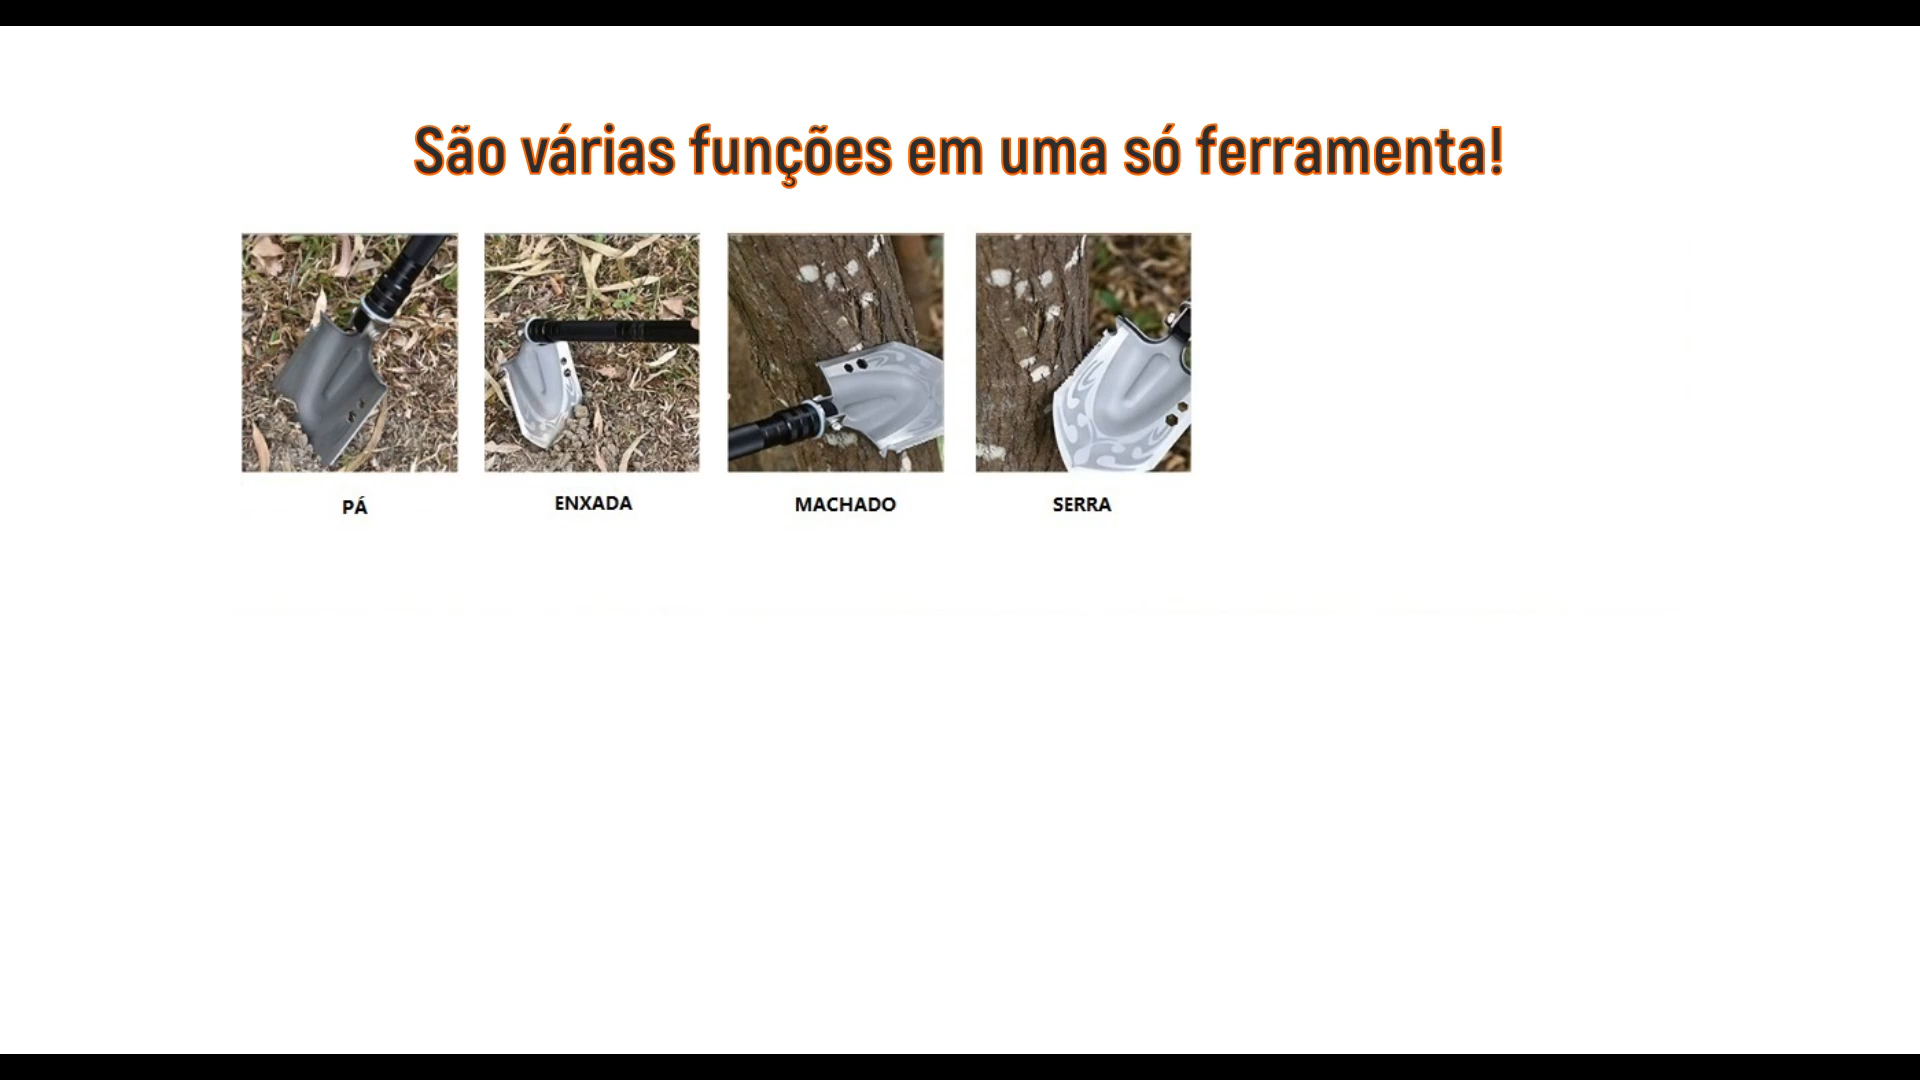 São várias funções em uma só ferramenta!
PÁ
ENXADA
MACHADO
SERRA